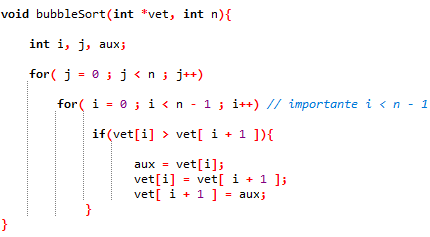 void bubbleSort(int *vet, int n){
int i, j, aux;
for( j = 0 ; j < n ; j++)
for( i = 0 ; i < n - 1 ; i++) // importante i < n - 1
if(vet[i] > vet[ i + 1 ]){
aux = vet[i];
vet[i] = vet[ i + 1 ];
vet[ i + 1 ] = aux;
}
}